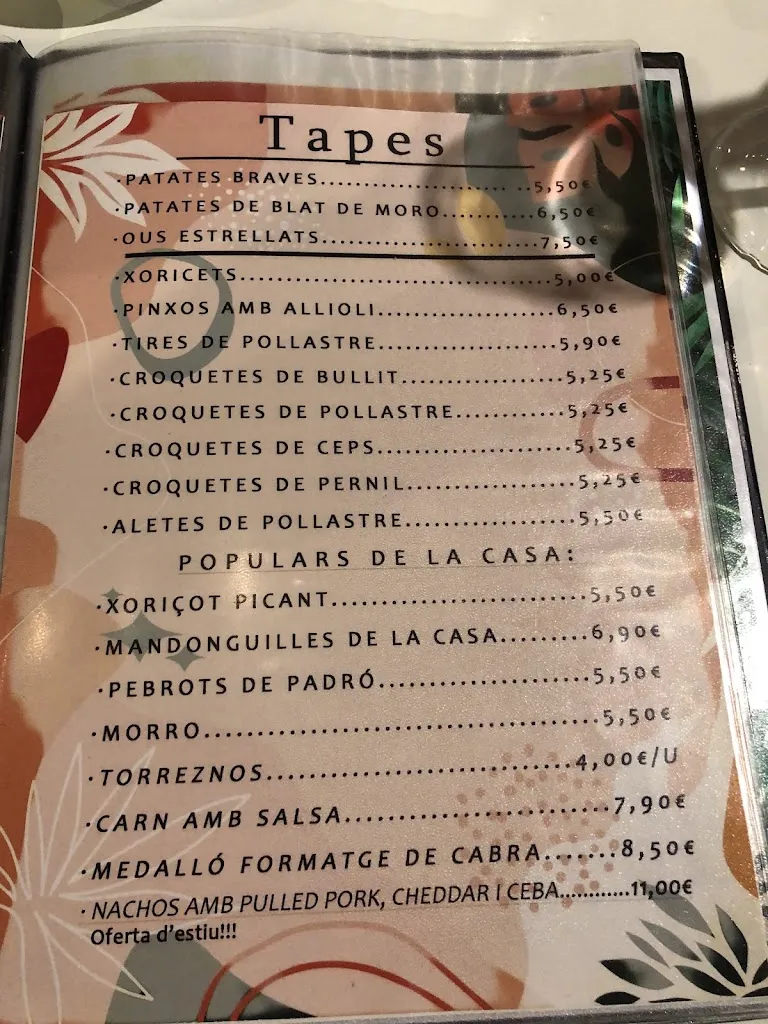 Tapes
·PATATES BRAVES........................ ..5,50€
·PATATES DE BLAT DE MORO..........6,50€
·OUS ESTRELLATS.........................7,50€
·XORICETS....................................5,00€
·PINXOS AMB ALLIOLI....................6,50€
·TIRES DE POLLASTRE....................5,90€
·CROQUETES DE BULLIT.................5,25€
·CROQUETES DE POLLASTRE...........5,25€
·CROQUETES DE CEPS....................5,25€
·CROQUETES DE PERNIL.................5,25€
·ALETES DE POLLASTRE.................5,50€
POPULARS DE LA CASA:
·XORIÇOT PICANT.........................5,50€
·MANDONGUILLES DE LA CASA.........6,90€
·PEBROTS DE PADRÓ.....................5,50€
·MORRO.......................................5,50€
·TORREZNOS...............................4,00€/U
·CARN AMB SALSA..........................7,90€
·MEDALLÓ FORMATGE DE CABRA.......8,50€
·NACHOS AMB PULLED PORK, CHEDDAR I CEBA............11,00€
Oferta d'estiu!!!